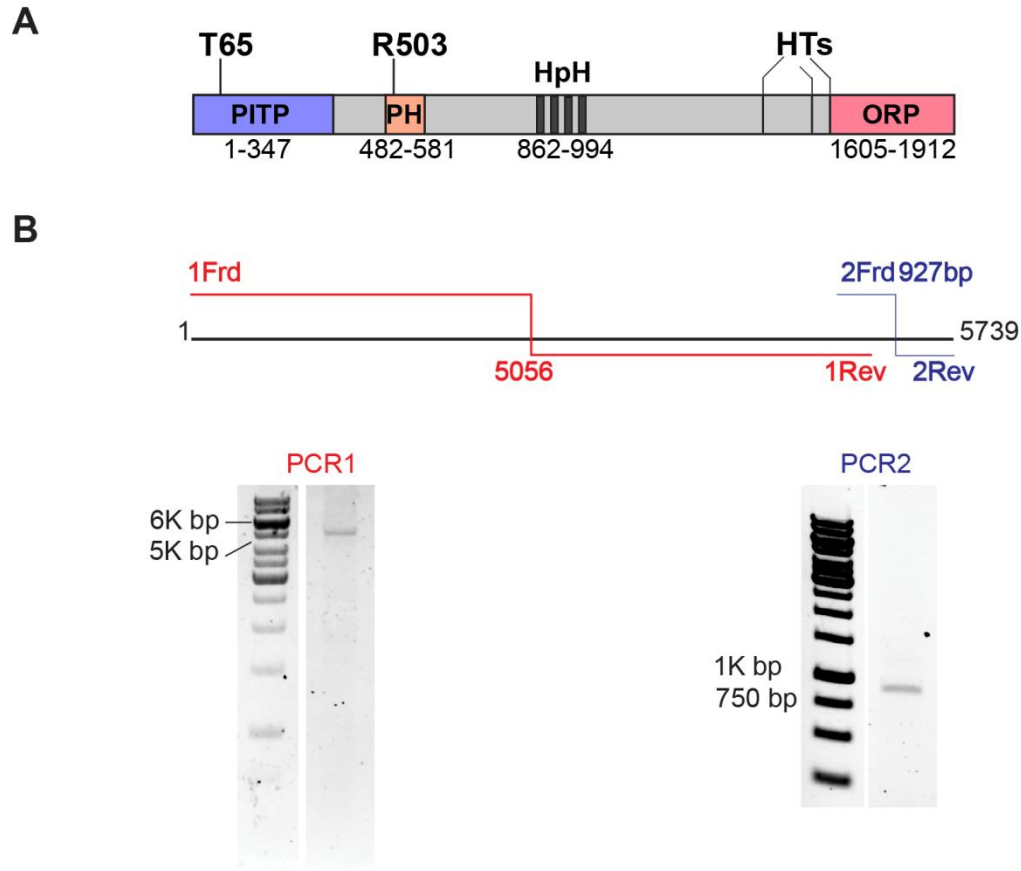 A
T65 R503 HpH HTs
PITP PH ORP
1-347 482-581 862-994 1605-1912
B
1Frd 2Frd 927bp
1 5739
5056 1Rev 2Rev
PCR1 PCR2
6K bp
5K bp
1K bp
750 bp